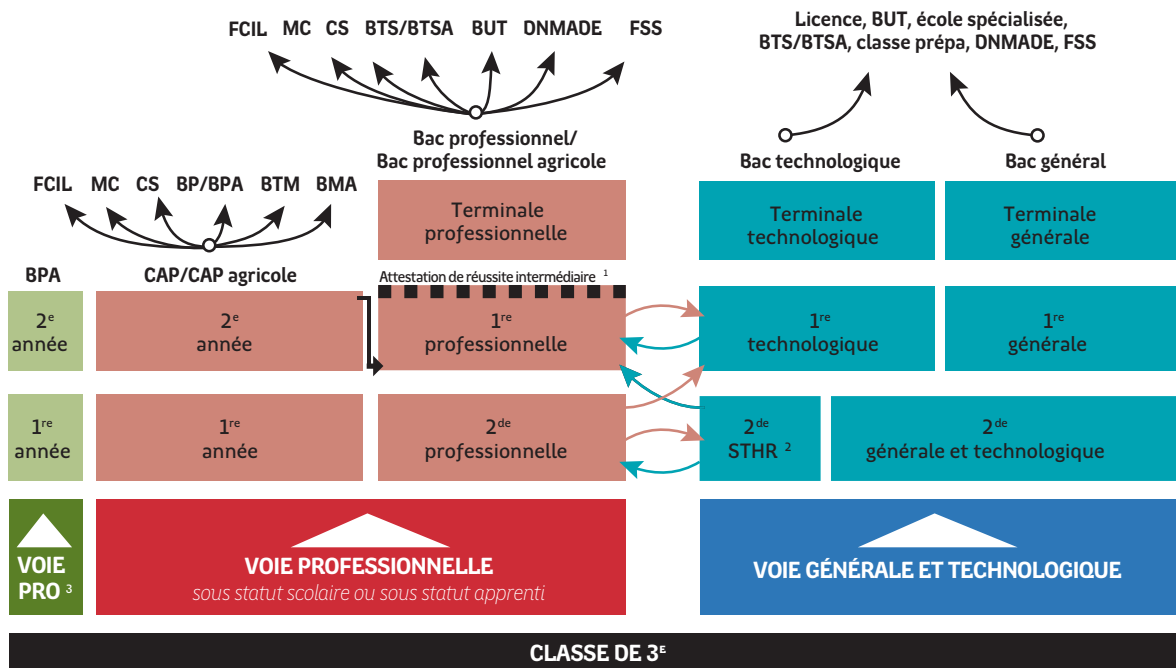 FCIL MC CS BTS/BTSA BUT DNMADE FSS
Licence, BUT, école spécialisée,
BTS/BTSA, classe prépa, DNMADE, FSS
Bac professionnel/
Bac professionnel agricole
Bac technologique
Bac général
FCIL MC CS BP/BPA BTM BMA
Terminale
professionnelle
Terminale
technologique
Terminale
générale
BPA
CAP/CAP agricole
Attestation de réussite intermédiaire 1
2e
année
2e
année
1re
professionnelle
1re
technologique
1re
générale
1re
année
1re
année
2de
professionnelle
2de
STHR 2
2de
générale et technologique
VOIE
PRO 3
VOIE PROFESSIONNELLE
sous statut scolaire ou sous statut apprenti
VOIE GÉNÉRALE ET TECHNOLOGIQUE
CLASSE DE 3E